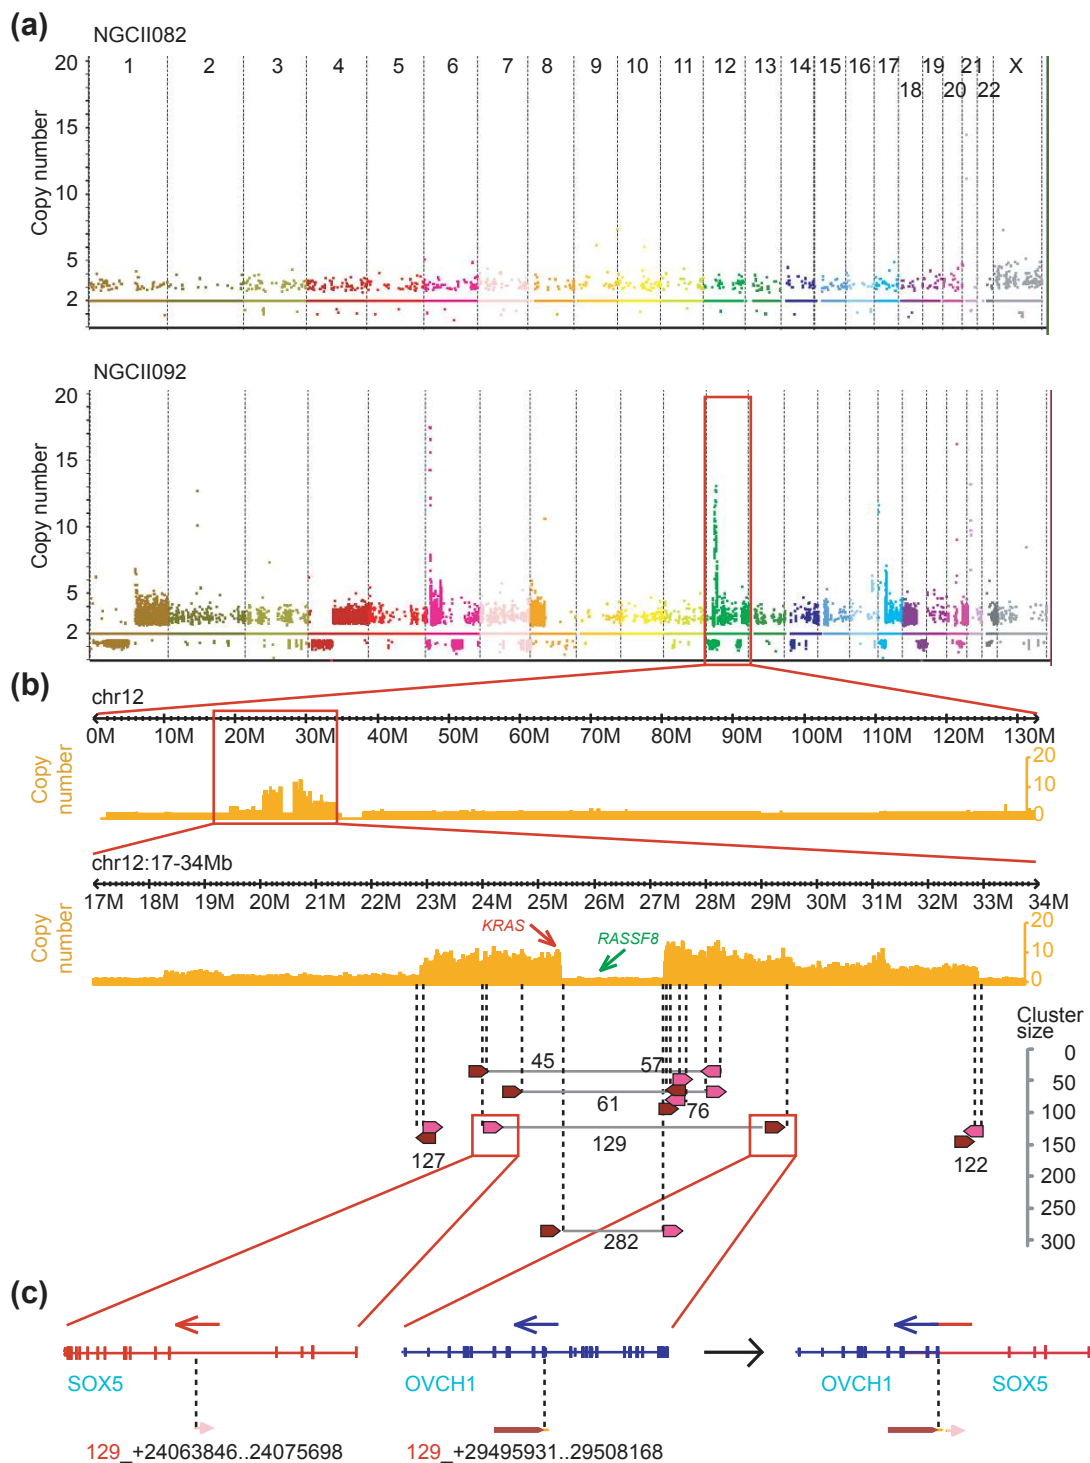 (a)
NGCII082
20 1 2 3 4 5 6 7 8 9 10 11 12 13 14 15 16 17 19 21 X
18 20 22
15
10
5
2
Copy number
NGCII092
20
15
10
5
2
Copy number
(b)
chr12
0M 10M 20M 30M 40M 50M 60M 70M 80M 90M 100M 110M 120M 130M
Copy number
20
10
0
chr12:17-34Mb
17M 18M 19M 20M 21M 22M 23M 24M 25M 26M 27M 28M 29M 30M 31M 32M 33M 34M
Copy number
KRAS
RASSF8
20
10
0
Cluster
size
0
50
100
150
200
250
300
45 57
61 76
129
127 122
282
(c)
SOX5 OVCH1 OVCH1 SOX5
129_+24063846..24075698 129_+29495931..29508168